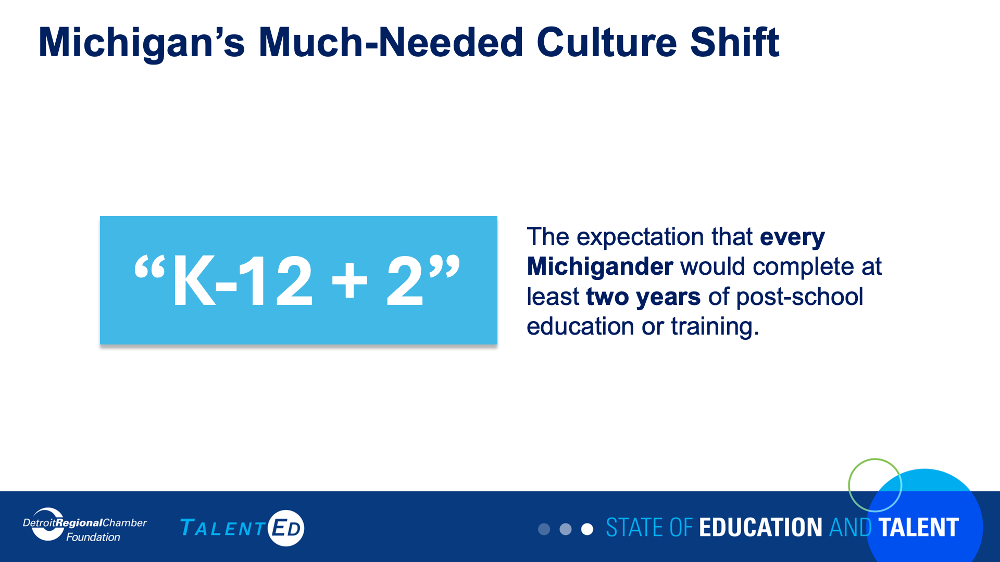 Michigan’s Much-Needed Culture Shift
“K-12 + 2”
The expectation that every
Michigander would complete at
least two years of post-school
education or training.
DetroitRegionalChamber
Foundation
TALENTED
STATE OF EDUCATION AND TALENT